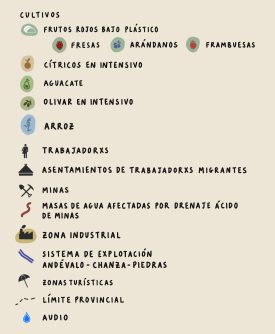 CULTIVOS
FRUTOS ROJOS BAJO PLÁSTICO
FRESAS ARÁNDANOS FRAMBUESAS
CÍTRICOS EN INTENSIVO
AGUACATE
OLIVAR EN INTENSIVO
ARROZ
TRABAJADORXS
ASENTAMIENTOS DE TRABAJADORXS MIGRANTES
MINAS
MASAS DE AGUA AFECTADAS POR DRENAJE ÁCIDO
DE MINAS
ZONA INDUSTRIAL
SISTEMA DE EXPLOTACIÓN
ANDÉVALO - CHANZA - PIEDRAS
ZONAS TURÍSTICAS
LÍMITE PROVINCIAL
AUDIO